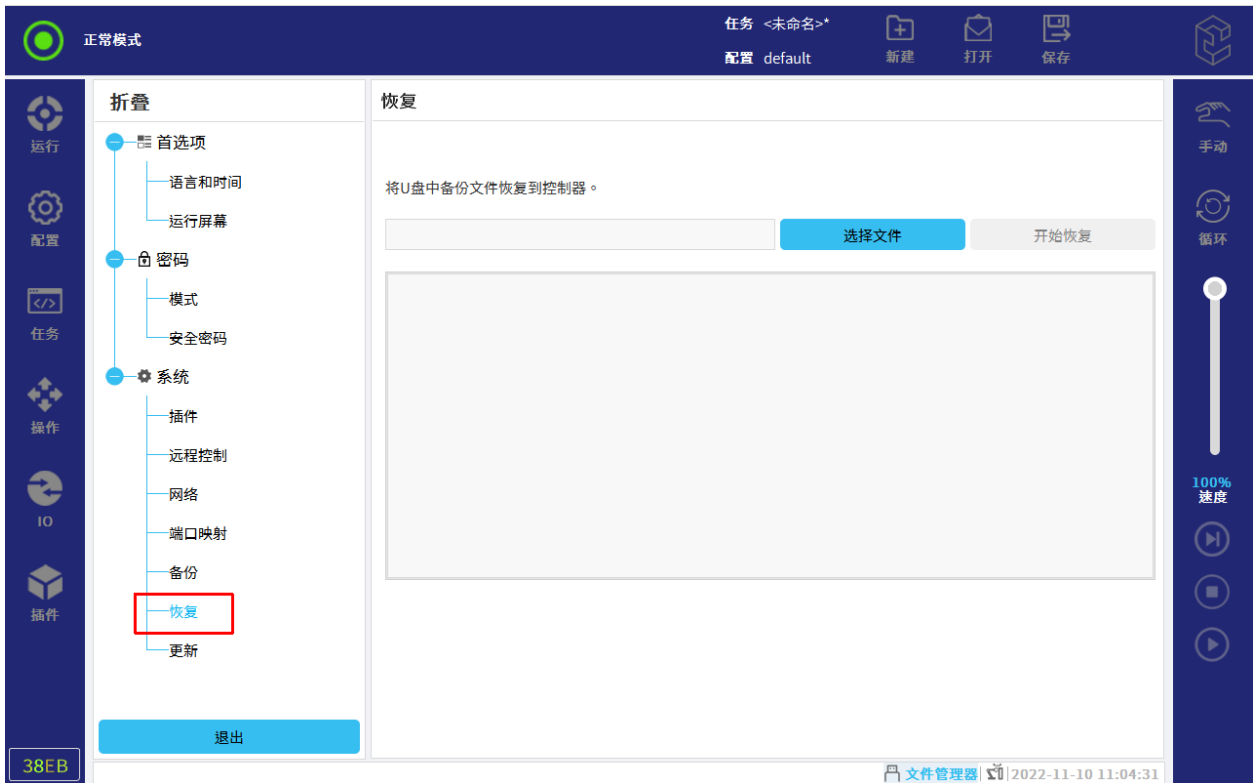 正常模式
任务 <未命名>*
配置 default
新建
打开
保存
运行
配置
任务
操作
IO
插件
38EB
折叠
首选项
语言和时间
运行屏幕
密码
模式
安全密码
系统
插件
远程控制
网络
端口映射
备份
恢复
更新
退出
恢复
将U盘中备份文件恢复到控制器。
选择文件
开始恢复
手动
循环
100%
速度
文件管理器
2022-11-10 11:04:31